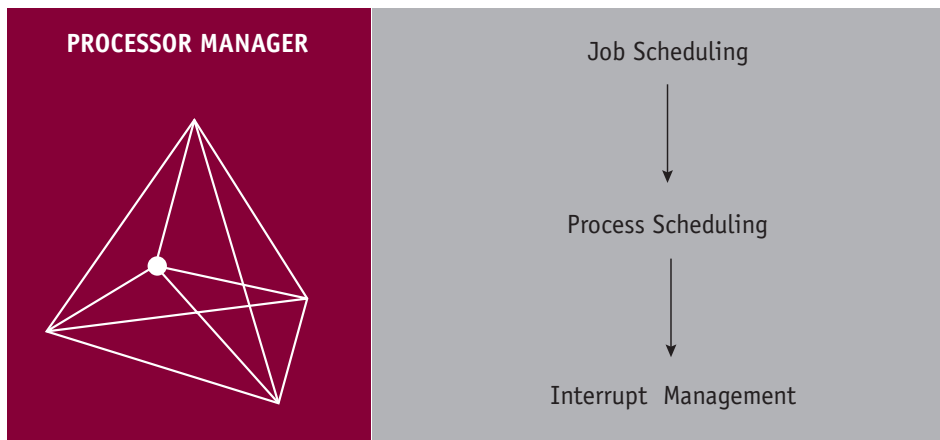 PROCESSOR MANAGER
Job Scheduling
Process Scheduling
Interrupt Management